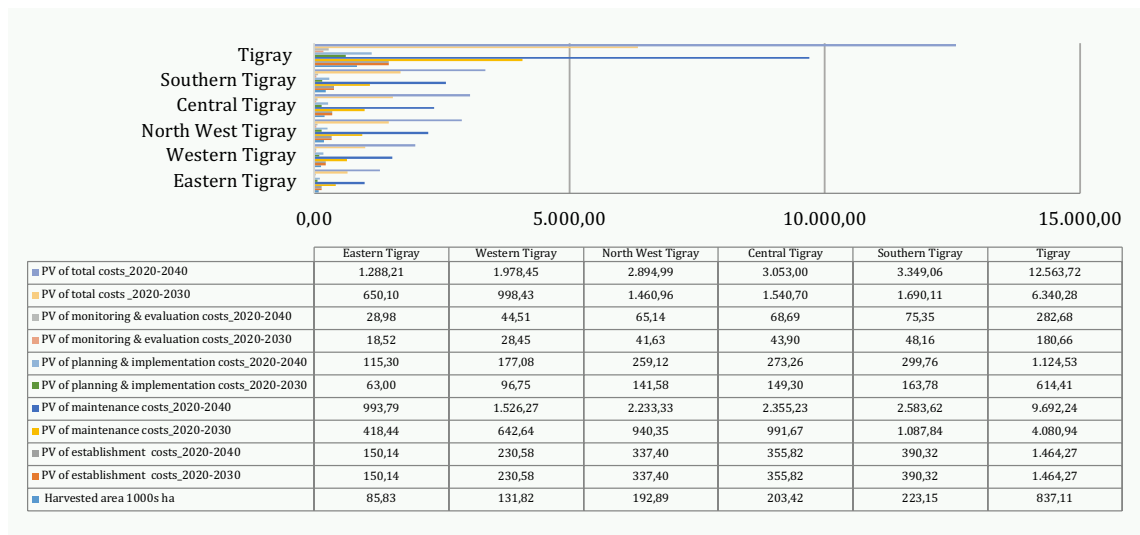 Tigray
Southern Tigray
Central Tigray
North West Tigray
Western Tigray
Eastern Tigray
0,00 5.000,00 10.000,00 15.000,00
Eastern Tigray Western Tigray North West Tigray Central Tigray Southern Tigray Tigray
PV of total costs_2020-2040 1.288,21 1.978,45 2.894,99 3.053,00 3.349,06 12.563,72
PV of total costs _2020-2030 650,10 998,43 1.460,96 1.540,70 1.690,11 6.340,28
PV of monitoring & evaluation costs_2020-2040 28,98 44,51 65,14 68,69 75,35 282,68
PV of monitoring & evaluation costs_2020-2030 18,52 28,45 41,63 43,90 48,16 180,66
PV of planning & implementation costs_2020-2040 115,30 177,08 259,12 273,26 299,76 1.124,53
PV of planning & implementation costs_2020-2030 63,00 96,75 141,58 149,30 163,78 614,41
PV of maintenance costs_2020-2040 993,79 1.526,27 2.233,33 2.355,23 2.583,62 9.692,24
PV of maintenance costs_2020-2030 418,44 642,64 940,35 991,67 1.087,84 4.080,94
PV of establishment costs_2020-2040 150,14 230,58 337,40 355,82 390,32 1.464,27
PV of establishment costs_2020-2030 150,14 230,58 337,40 355,82 390,32 1.464,27
Harvested area 1000s ha 85,83 131,82 192,89 203,42 223,15 837,11